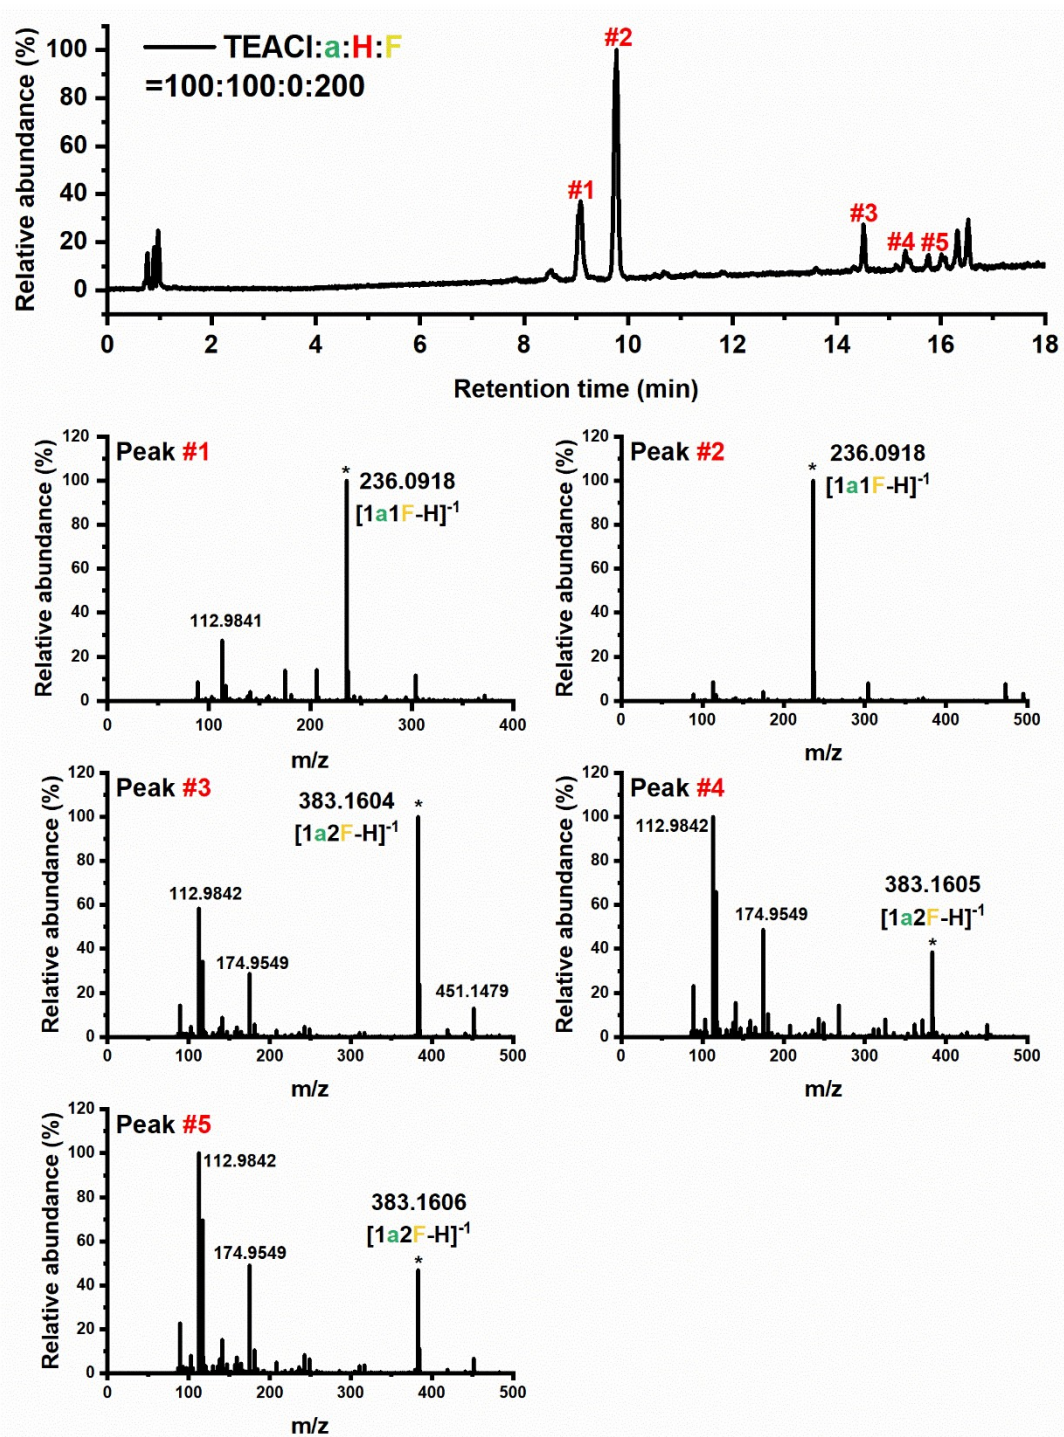 TEACl:a:H:F
=100:100:0:200
Relative abundance (%)
100
80
60
40
20
0
#1
#2
#3
#4
#5
0 2 4 6 8 10 12 14 16 18
Retention time (min)
Peak #1
Relative abundance (%)
120
100
80
60
40
20
0
*
236.0918
[1a1F-H]-1
112.9841
0 100 200 300 400
m/z
Peak #2
Relative abundance (%)
120
100
80
60
40
20
0
*
236.0918
[1a1F-H]-1
0 100 200 300 400 500
m/z
Peak #3
Relative abundance (%)
120
100
80
60
40
20
0
383.1604
*
[1a2F-H]-1
112.9842
174.9549
451.1479
0 100 200 300 400 500
m/z
Peak #4
Relative abundance (%)
120
100
80
60
40
20
0
112.9842
174.9549
383.1605
[1a2F-H]-1
*
0 100 200 300 400 500
m/z
Peak #5
Relative abundance (%)
120
100
80
60
40
20
0
112.9842
174.9549
383.1606
[1a2F-H]-1
*
0 100 200 300 400 500
m/z